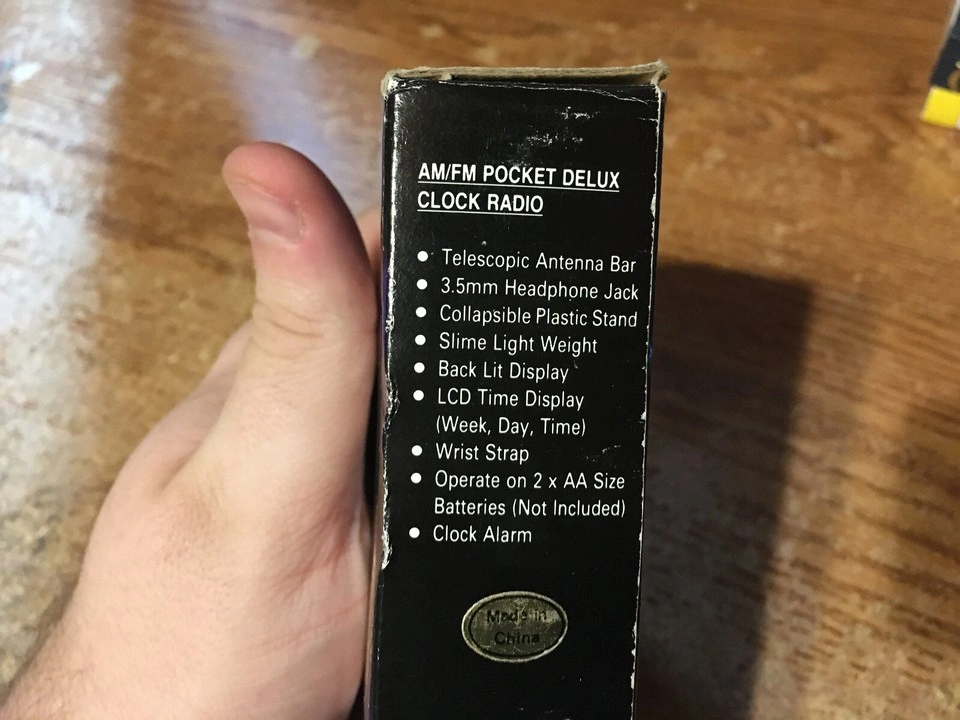 AM/FM POCKET DELUX
CLOCK RADIO
• Telescopic Antenna Bar
• 3.5mm Headphone Jack
• Collapsible Plastic Stand
• Slime Light Weight
• Back Lit Display
• LCD Time Display
(Week, Day, Time)
• Wrist Strap
• Operate on 2 x AA Size
Batteries (Not Included)
• Clock Alarm
Made in
China